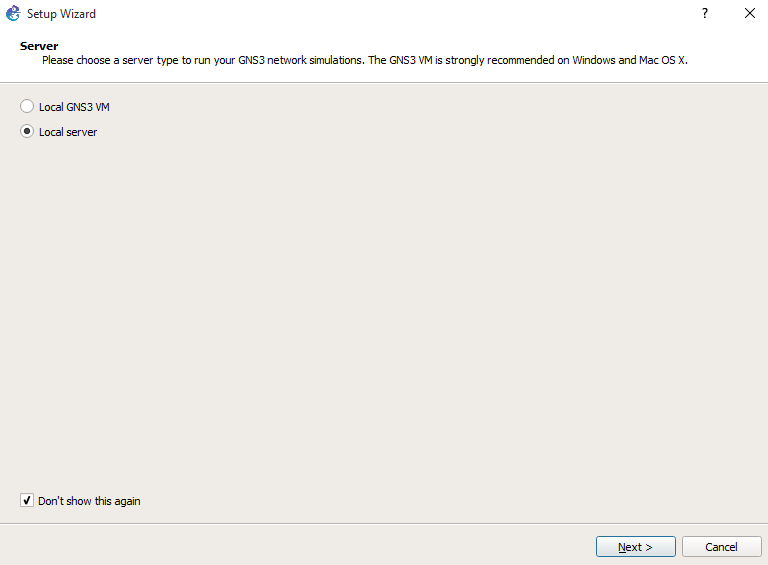 Setup Wizard
?
Server
Please choose a server type to run your GNS3 network simulations. The GNS3 VM is strongly recommended on Windows and Mac OS X.
Local GNS3 VM
Local server
Don't show this again
Next >
Cancel